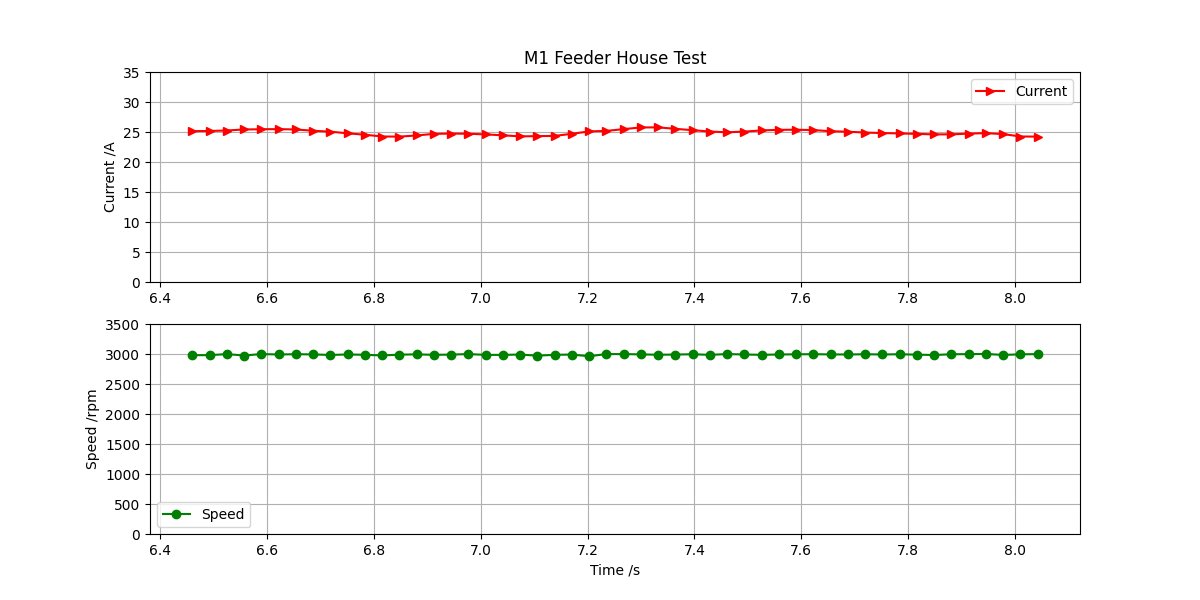 M1 Feeder House Test
35
30
25
20
15
10
5
0
Current /A
Current
6.4 6.6 6.8 7.0 7.2 7.4 7.6 7.8 8.0
3500
3000
2500
2000
1500
1000
500
0
Speed /rpm
Speed
6.4 6.6 6.8 7.0 7.2 7.4 7.6 7.8 8.0
Time /s